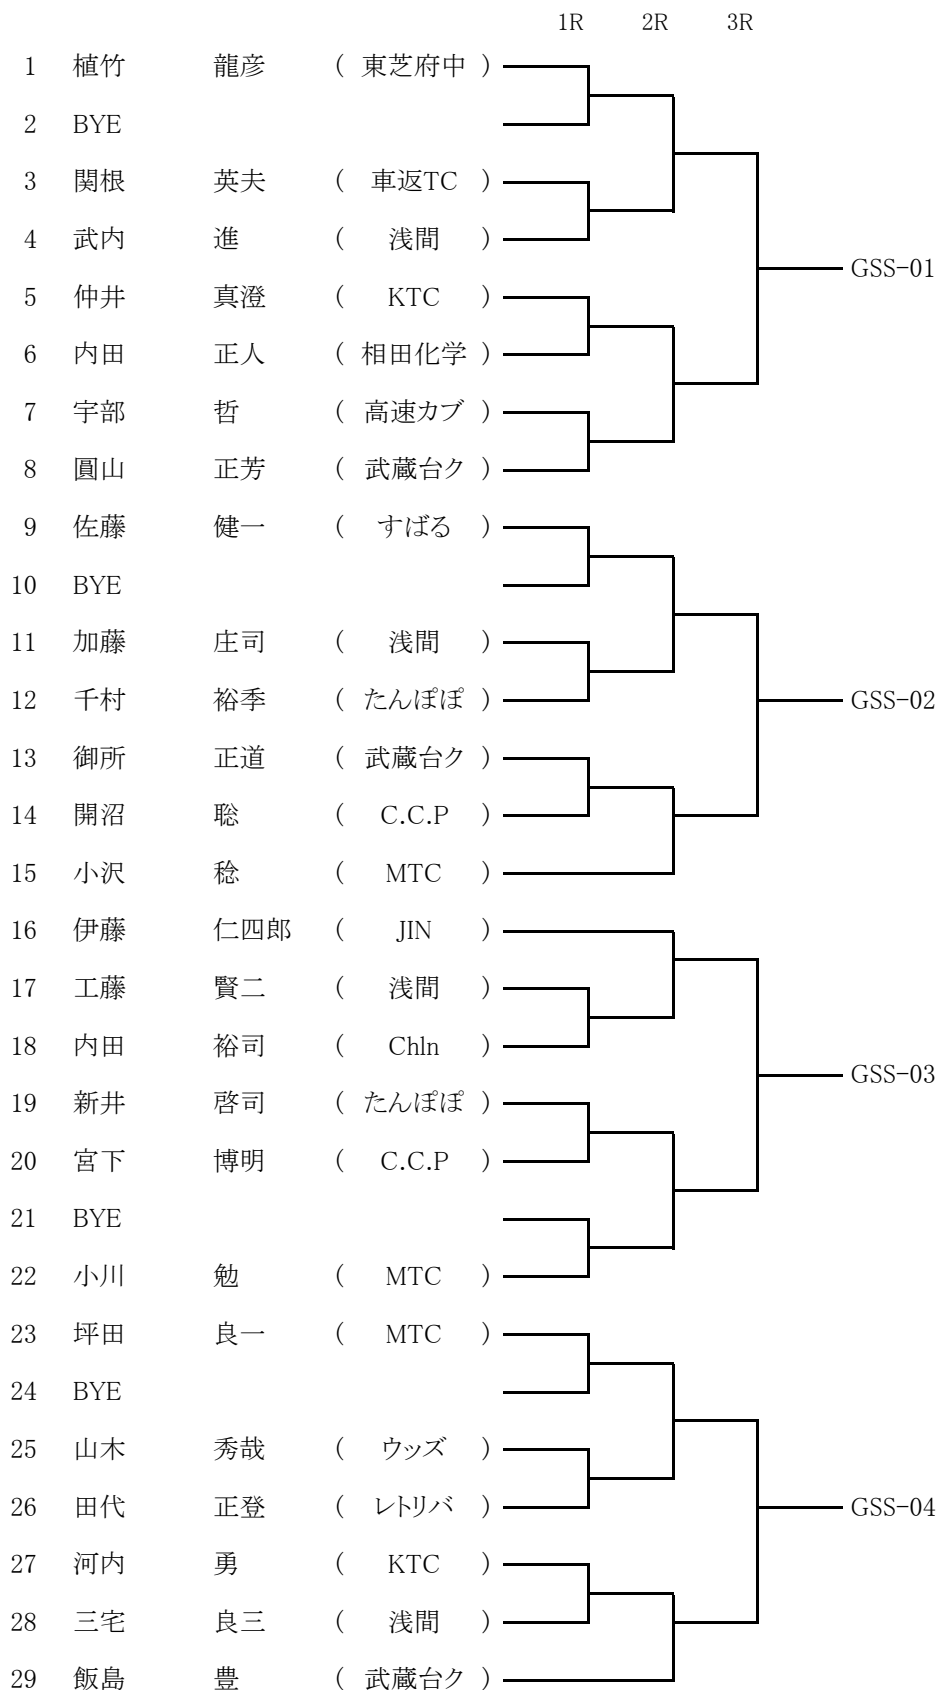 1R 2R 3R
1 植竹 龍彦 ( 東芝府中 )
2 BYE
3 関根 英夫 ( 車返TC )
4 武内 進 ( 浅間 )
GSS-01
5 仲井 真澄 ( KTC )
6 内田 正人 ( 相田化学 )
7 宇部 哲 ( 高速カブ )
8 圓山 正芳 ( 武蔵台ク )
9 佐藤 健一 ( すばる )
10 BYE
11 加藤 庄司 ( 浅間 )
12 千村 裕季 ( たんぽぽ ) GSS-02
13 御所 正道 ( 武蔵台ク )
14 開沼 聡 ( C.C.P )
15 小沢 稔 ( MTC )
16 伊藤 仁四郎 ( JIN )
17 工藤 賢二 ( 浅間 )
18 内田 裕司 ( Chln )
GSS-03
19 新井 啓司 ( たんぽぽ )
20 宮下 博明 ( C.C.P )
21 BYE
22 小川 勉 ( MTC )
23 坪田 良一 ( MTC )
24 BYE
25 山木 秀哉 ( ウッズ )
26 田代 正登 ( レトリバ ) GSS-04
27 河内 勇 ( KTC )
28 三宅 良三 ( 浅間 )
29 飯島 豊 ( 武蔵台ク )